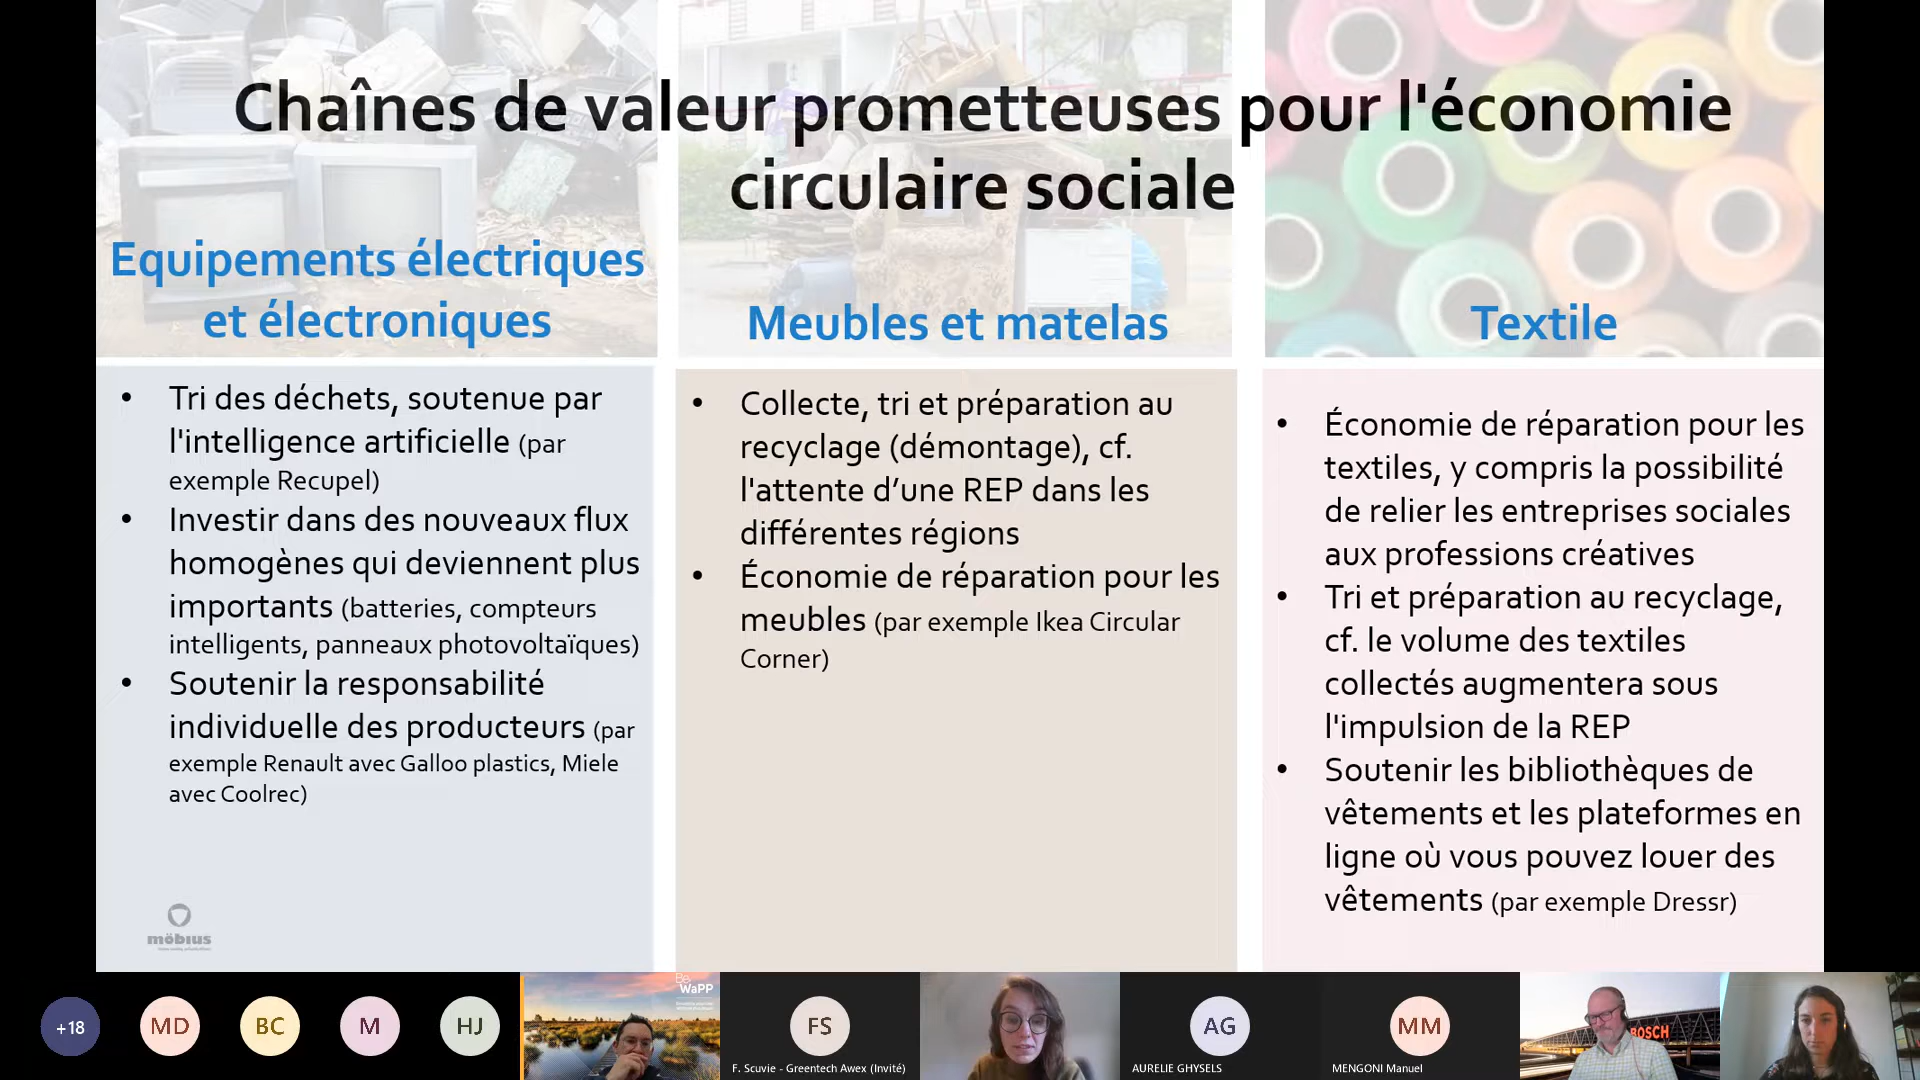 Chaînes de valeur prometteuses pour l'économie
circulaire sociale
Equipements électriques
et électroniques
Tri des déchets, soutenue par
l'intelligence artificielle (par
exemple Recupel)
Investir dans des nouveaux flux
homogènes qui deviennent plus
importants (batteries, compteurs
intelligents, panneaux photovoltaïques)
Soutenir la responsabilité
individuelle des producteurs (par
exemple Renault avec Galloo plastics, Miele
avec Coolrec)
möbius
Meubles et matelas
Collecte, tri et préparation au
recyclage (démontage), cf.
l'attente d’une REP dans les
différentes régions
Économie de réparation pour les
meubles (par exemple Ikea Circular
Corner)
Textile
Économie de réparation pour les
textiles, y compris la possibilité
de relier les entreprises sociales
aux professions créatives
Tri et préparation au recyclage,
cf. le volume des textiles
collectés augmentera sous
l'impulsion de la REP
Soutenir les bibliothèques de
vêtements et les plateformes en
ligne où vous pouvez louer des
vêtements (par exemple Dressr)
+18
MD
BC
M
HJ
Be
WaPP
FS
F. Scuvie - Greentech Awex (Invité)
AG
AURELIE GHYSELS
MM
MENGONI Manuel
BOSCH